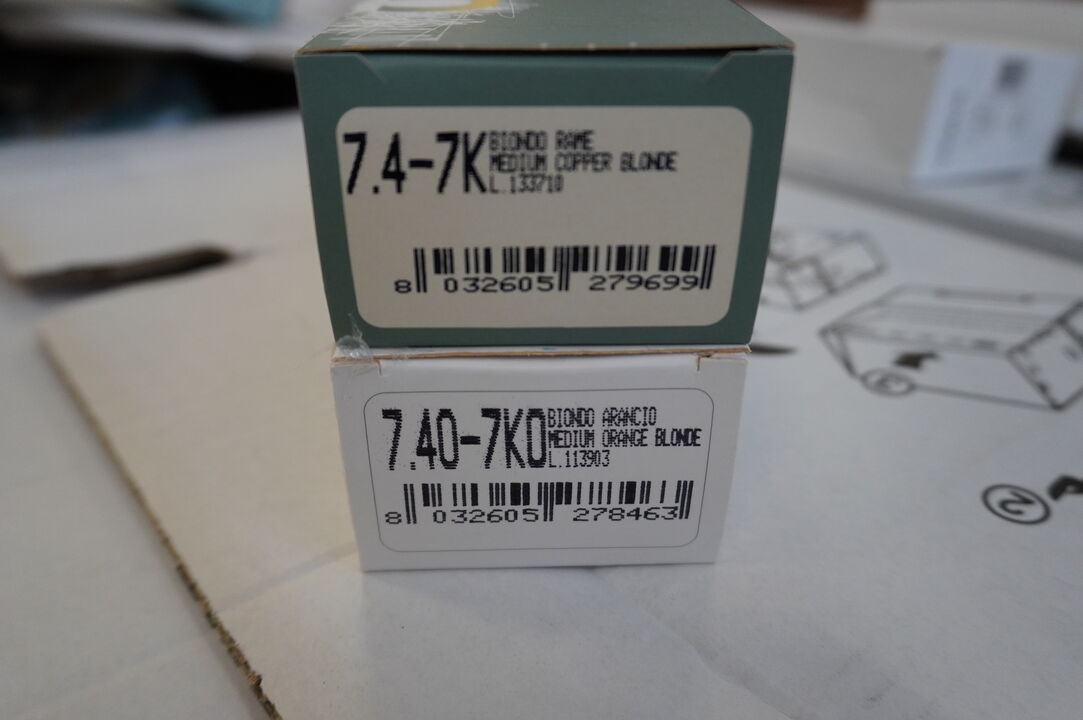 7.4-7K
BIONDO RAME
MEDIUM COPPER BLONDE
L.133710
8 032605 279699
7.40-7KO
BIONDO ARANCIO
MEDIUM ORANGE BLONDE
L.113903
8 032605 278463
2